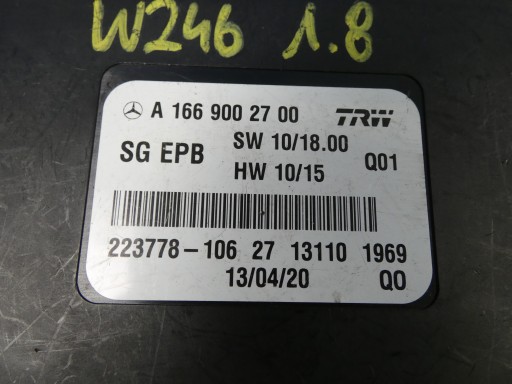 W246 1.8
A 166 900 27 00 TRW
SG EPB SW 10/18.00 Q01
HW 10/15
223778-106 27 13110 1969
13/04/20 QO